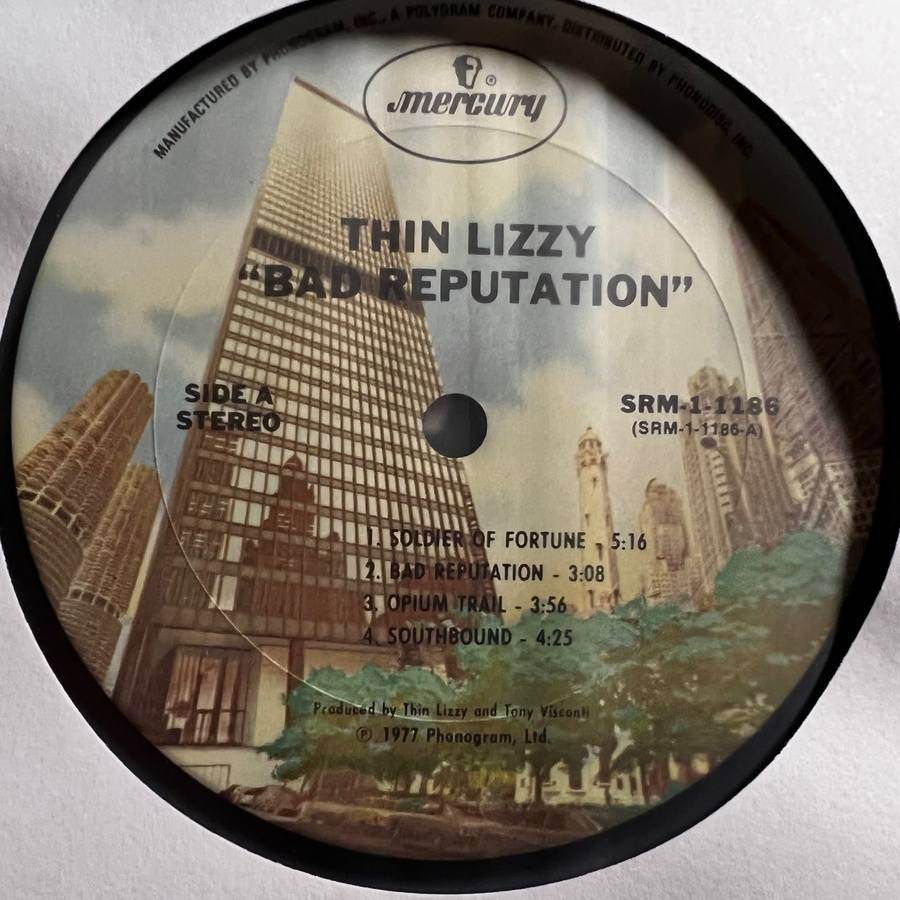 MANUFACTURED BY PHONOGRAM, INC., A POLYGRAM COMPANY. DISTRIBUTED BY PHONODISC, INC.
mercury ®
THIN LIZZY
“BAD REPUTATION”
SIDE A
STEREO
SRM-1-1186
(SRM-1-1186-A)
1. SOLDIER OF FORTUNE - 5:16
2. BAD REPUTATION - 3:08
3. OPIUM TRAIL - 3:56
4. SOUTHBOUND - 4:25
Produced by Thin Lizzy and Tony Visconti
℗ 1977 Phonogram, Ltd.